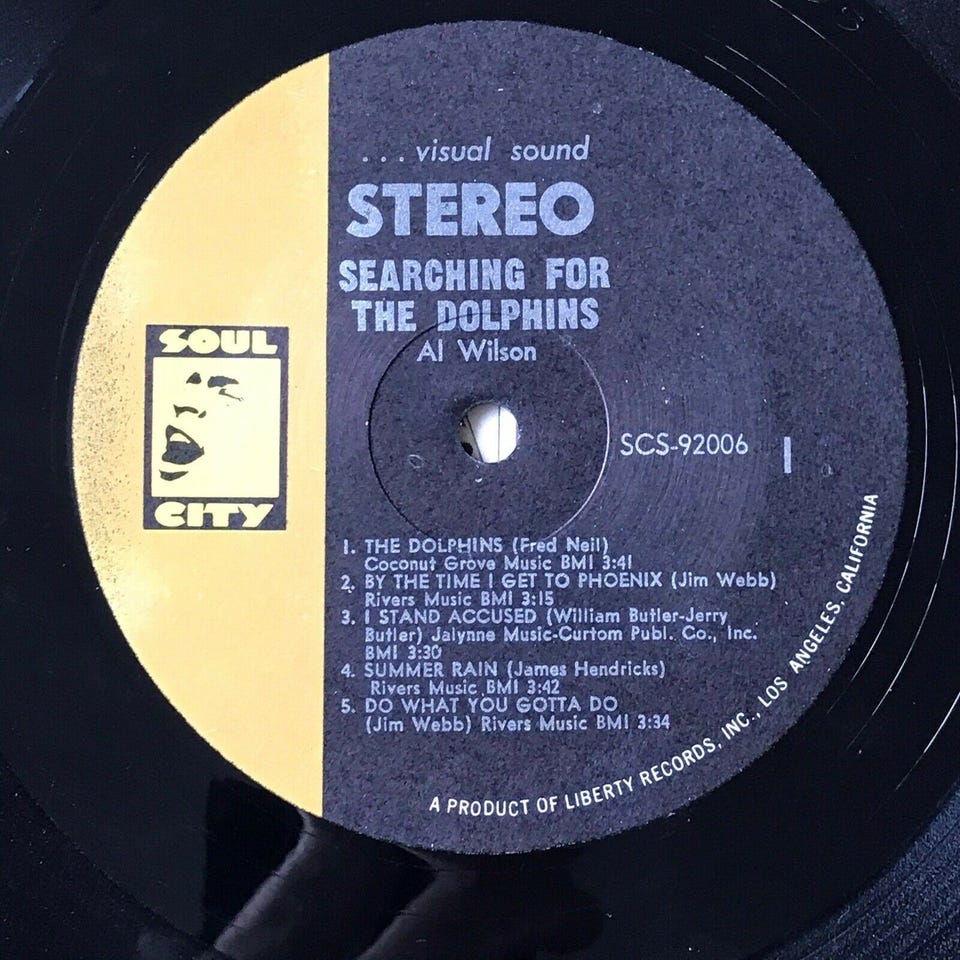 ... visual sound
STEREO
SEARCHING FOR
THE DOLPHINS
Al Wilson
SOUL
CITY
SCS-92006 I
1. THE DOLPHINS (Fred Neil)
Coconut Grove Music BMI 3:41
2. BY THE TIME I GET TO PHOENIX (Jim Webb)
Rivers Music BMI 3:15
3. I STAND ACCUSED (William Butler-Jerry
Butler) Jalynne Music-Curtom Publ. Co., Inc.
BMI 3:30
4. SUMMER RAIN (James Hendricks)
Rivers Music BMI 3:42
5. DO WHAT YOU GOTTA DO
(Jim Webb) Rivers Music BMI 3:34
A PRODUCT OF LIBERTY RECORDS, INC., LOS ANGELES, CALIFORNIA